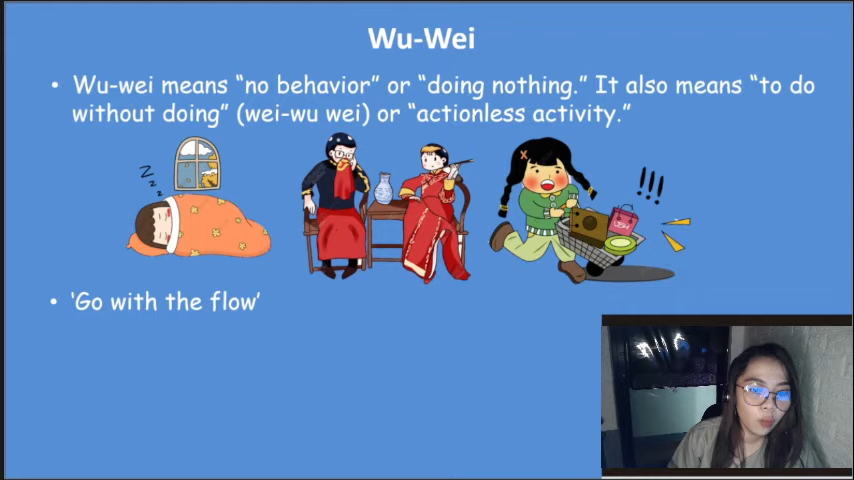 Wu-Wei
• Wu-wei means “no behavior” or “doing nothing.” It also means “to do
without doing” (wei-wu wei) or “actionless activity.”
Z
Z
Z
!!!
• ‘Go with the flow’